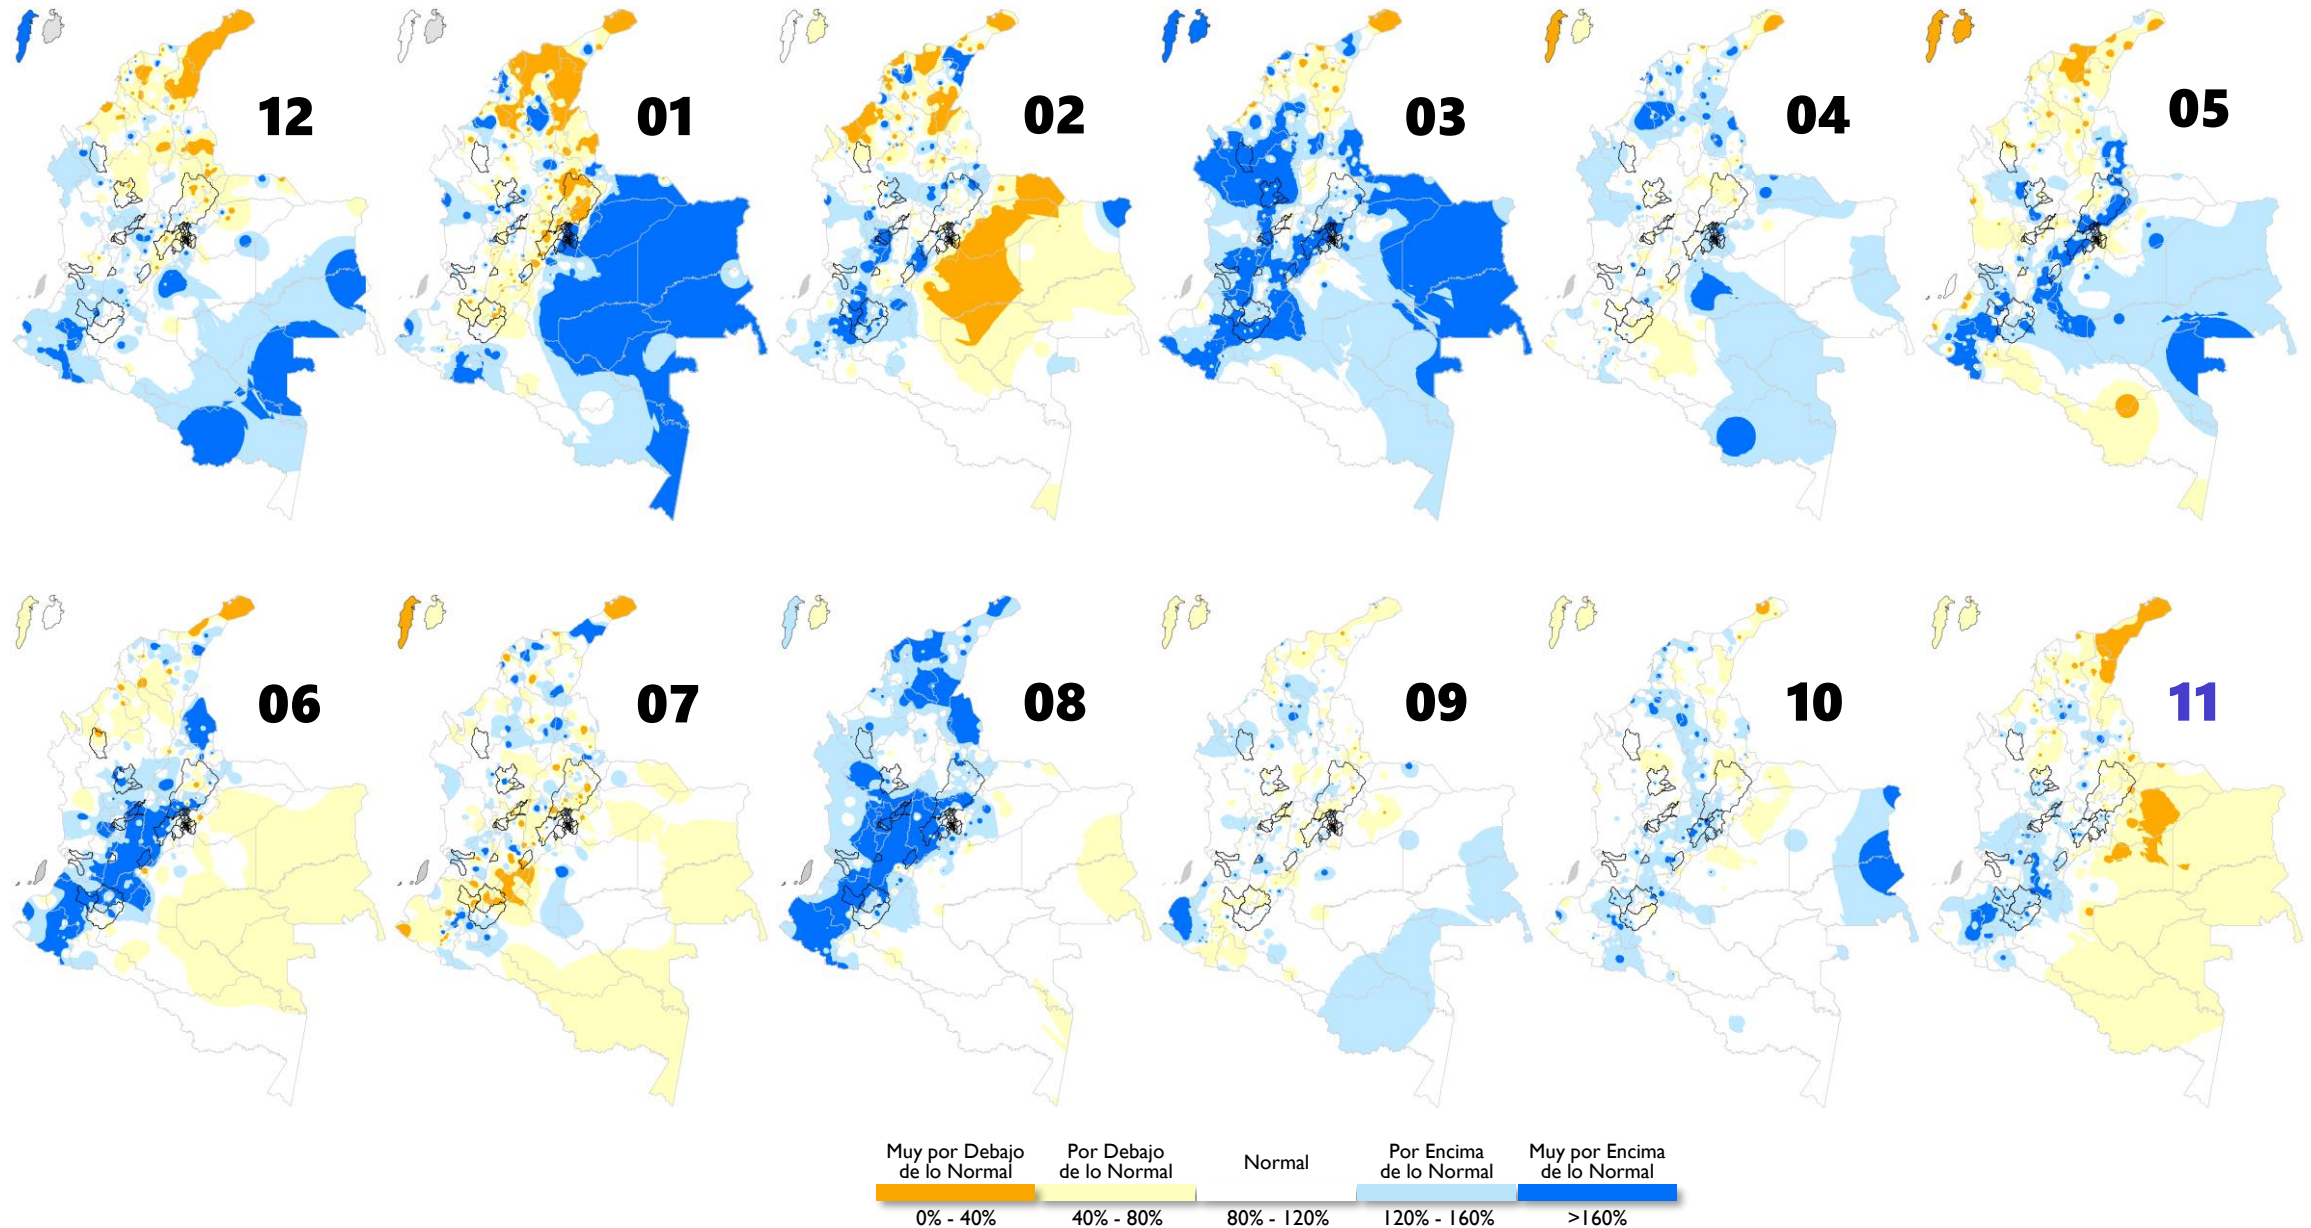 12
01
02
03
04
05
06
07
08
09
10
11
Muy por Debajo
de lo Normal
Por Debajo
de lo Normal
Normal
Por Encima
de lo Normal
Muy por Encima
de lo Normal
0% - 40%
40% - 80%
80% - 120%
120% - 160%
>160%